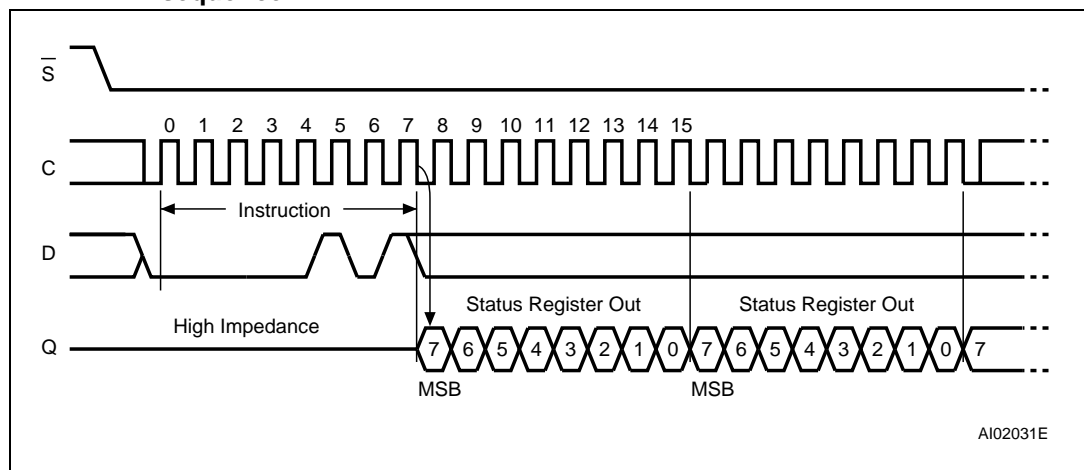 S
0 1 2 3 4 5 6 7 8 9 10 11 12 13 14 15
C
Instruction
D
Status Register Out Status Register Out
High Impedance
Q
7 6 5 4 3 2 1 0 7 6 5 4 3 2 1 0 7
MSB MSB
AI02031E